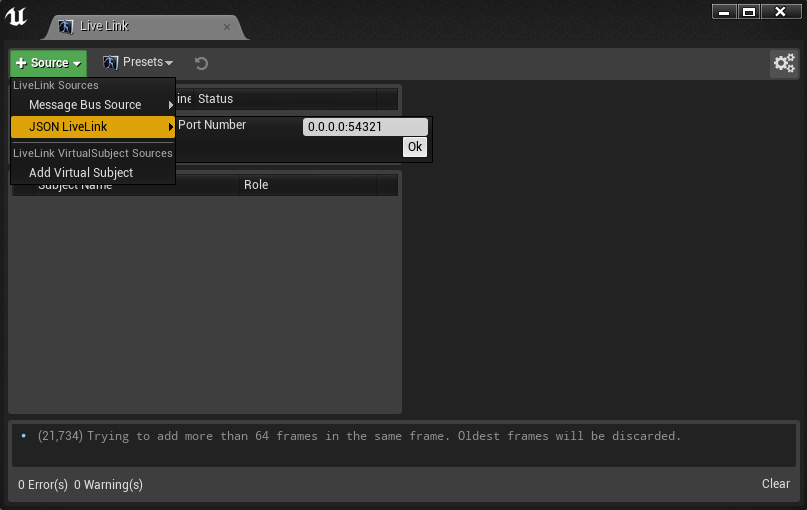 Live Link
Source
Presets
LiveLink Sources
Message Bus Source
ine
Status
JSON LiveLink
Port Number
0.0.0.0:54321
Ok
LiveLink VirtualSubject Sources
Add Virtual Subject
Subject Name
Role
(21,734) Trying to add more than 64 frames in the same frame. Oldest frames will be discarded.
0 Error(s) 0 Warning(s)
Clear